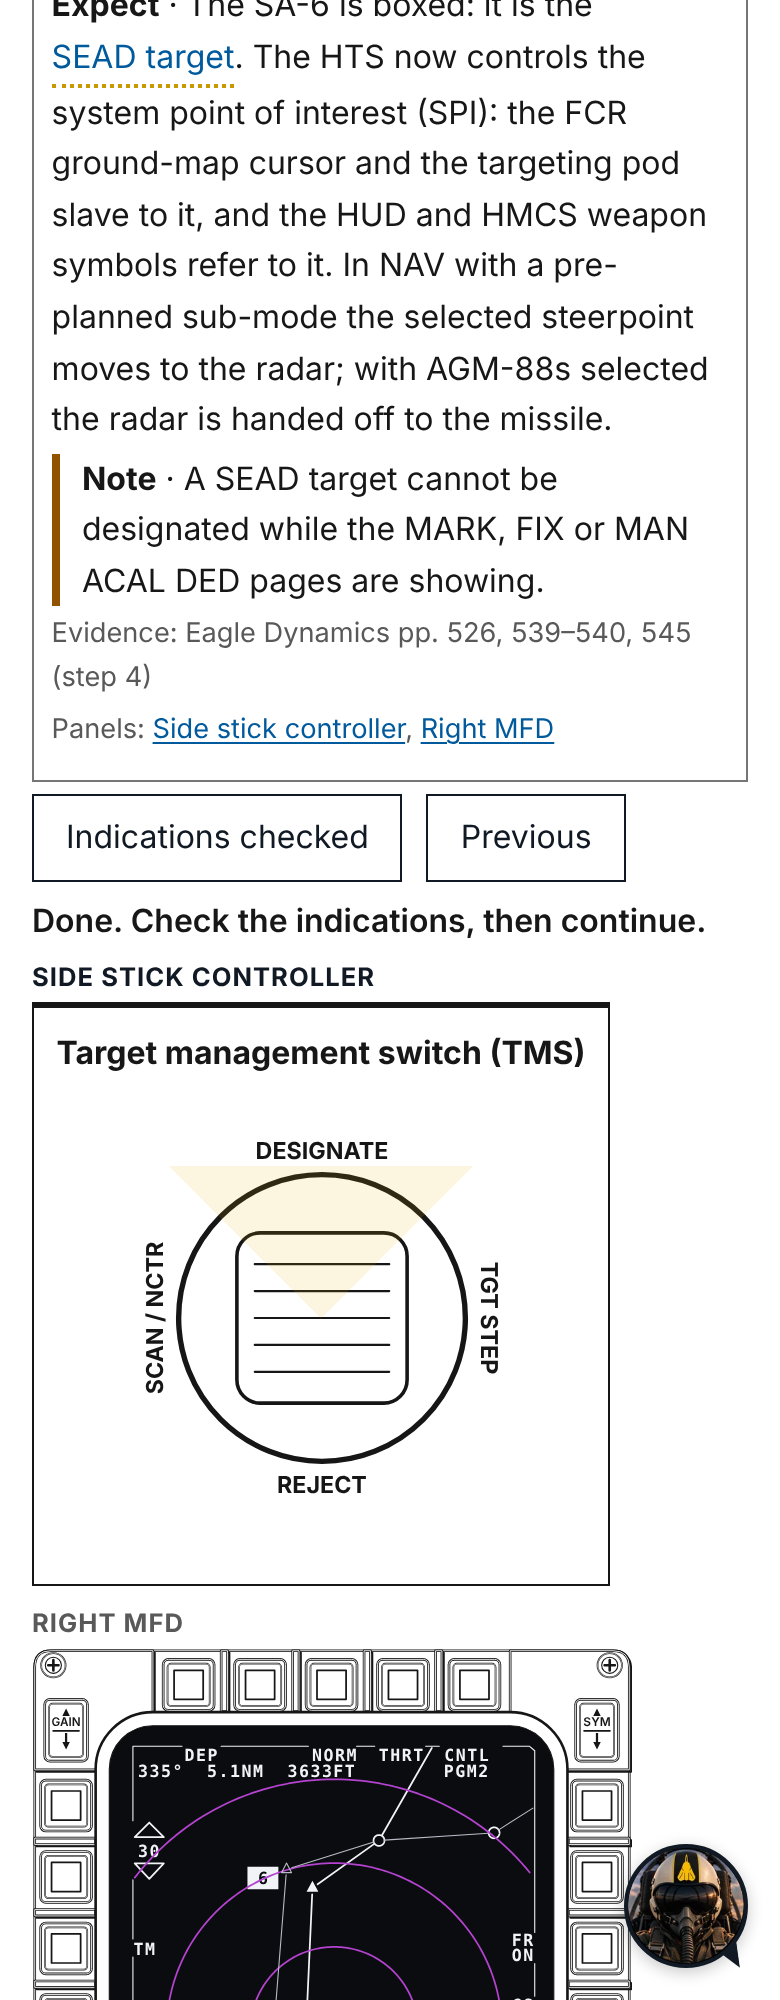 Expect · The SA-6 is boxed: it is the
SEAD target. The HTS now controls the
system point of interest (SPI): the FCR
ground-map cursor and the targeting pod
slave to it, and the HUD and HMCS weapon
symbols refer to it. In NAV with a pre-
planned sub-mode the selected steerpoint
moves to the radar; with AGM-88s selected
the radar is handed off to the missile.
Note · A SEAD target cannot be
designated while the MARK, FIX or MAN
ACAL DED pages are showing.
Evidence: Eagle Dynamics pp. 526, 539–540, 545
(step 4)
Panels: Side stick controller, Right MFD
Indications checked
Previous
Done. Check the indications, then continue.
SIDE STICK CONTROLLER
Target management switch (TMS)
DESIGNATE
SCAN / NCTR
TGT STEP
REJECT
RIGHT MFD
GAIN
SYM
DEP NORM THRT CNTL
335° 5.1NM 3633FT PGM2
30
6
TM
FR
ON